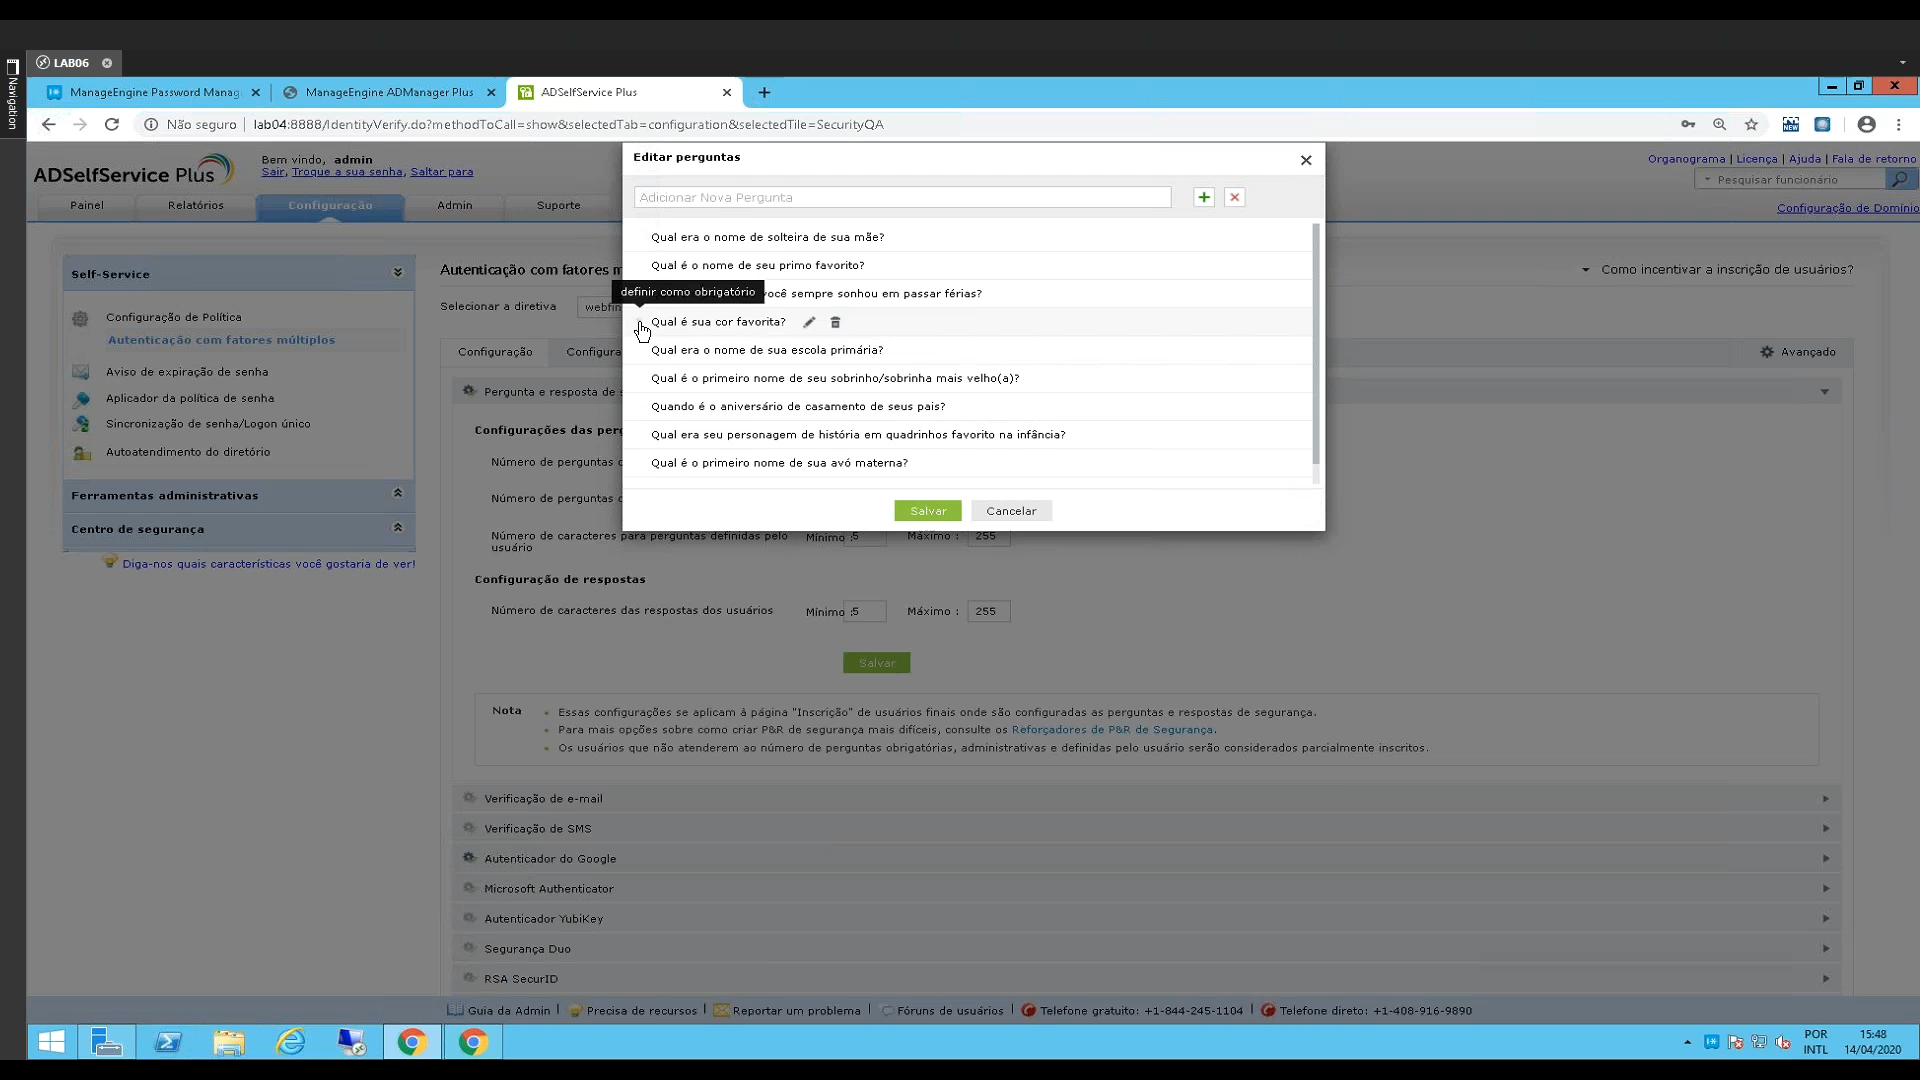 LAB06
Navigation
ManageEngine Password Manag
ManageEngine ADManager Plus
ADSelfService Plus
Não seguro
lab04:8888/IdentityVerify.do?methodToCall=show&selectedTab=configuration&selectedTile=SecurityQA
NEW
ADSelfService Plus
Bem vindo, admin
Sair, Troque a sua senha, Saltar para
Organograma | Licença | Ajuda | Fala de retorno
Pesquisar funcionário
Painel
Relatórios
Configuração
Admin
Suporte
Configuração de Domínio
Editar perguntas
Adicionar Nova Pergunta
Qual era o nome de solteira de sua mãe?
Qual é o nome de seu primo favorito?
definir como obrigatório
você sempre sonhou em passar férias?
Qual é sua cor favorita?
Qual era o nome de sua escola primária?
Qual é o primeiro nome de seu sobrinho/sobrinha mais velho(a)?
Quando é o aniversário de casamento de seus pais?
Qual era seu personagem de história em quadrinhos favorito na infância?
Qual é o primeiro nome de sua avó materna?
Salvar
Cancelar
Self-Service
Configuração de Política
Autenticação com fatores múltiplos
Aviso de expiração de senha
Aplicador da política de senha
Sincronização de senha/Logon único
Autoatendimento do diretório
Ferramentas administrativas
Centro de segurança
Diga-nos quais características você gostaria de ver!
Autenticação com fatores m
Como incentivar a inscrição de usuários?
Selecionar a diretiva
webfin
Configuração
Configura
Avançado
Pergunta e resposta de s
Configurações das perg
Número de perguntas o
Número de perguntas d
Número de caracteres para perguntas definidas pelo usuário
Mínimo :5
Máximo : 255
Configuração de respostas
Número de caracteres das respostas dos usuários
Mínimo :5
Máximo : 255
Salvar
Nota
Essas configurações se aplicam à página "Inscrição" de usuários finais onde são configuradas as perguntas e respostas de segurança.
Para mais opções sobre como criar P&R de segurança mais difíceis, consulte os Reforçadores de P&R de Segurança.
Os usuários que não atenderem ao número de perguntas obrigatórias, administrativas e definidas pelo usuário serão considerados parcialmente inscritos.
Verificação de e-mail
Verificação de SMS
Autenticador do Google
Microsoft Authenticator
Autenticador YubiKey
Segurança Duo
RSA SecurID
Guia da Admin | Precisa de recursos | Reportar um problema | Fóruns de usuários | Telefone gratuito: +1-844-245-1104 | Telefone direto: +1-408-916-9890
POR
INTL
15:48
14/04/2020